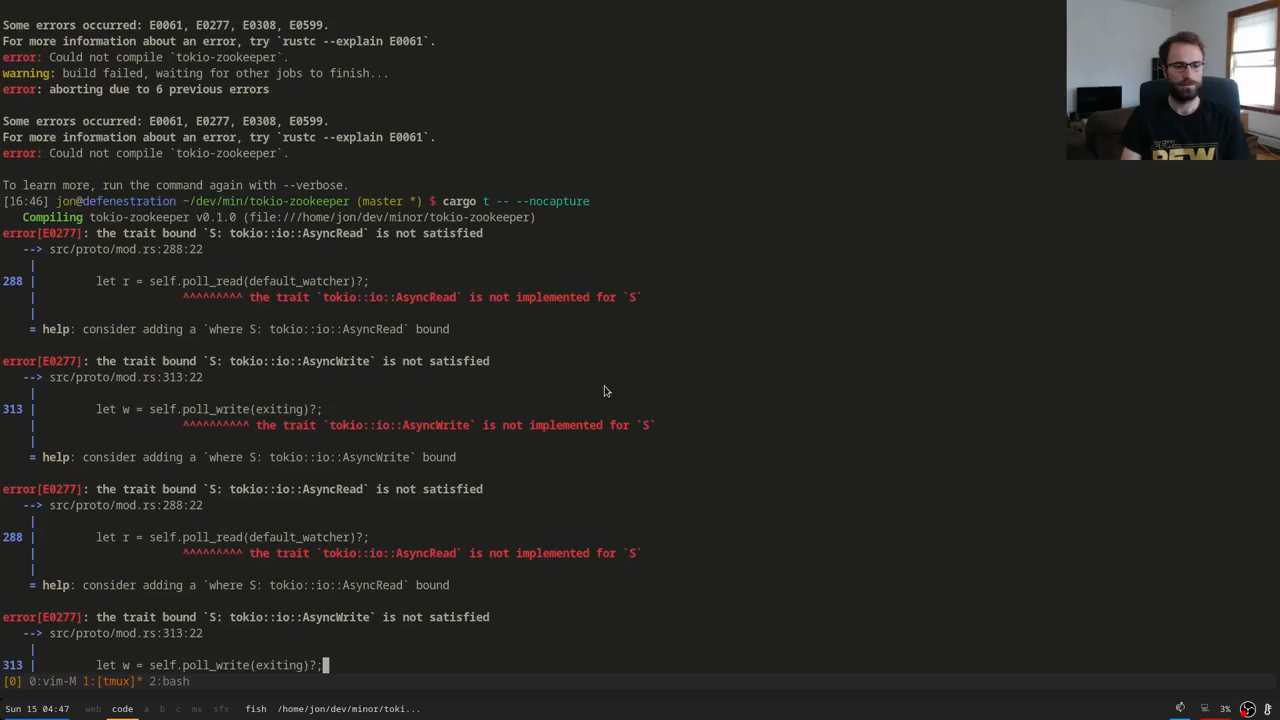 Some errors occurred: E0061, E0277, E0308, E0599.
For more information about an error, try `rustc --explain E0061`.
error: Could not compile `tokio-zookeeper`.
warning: build failed, waiting for other jobs to finish...
error: aborting due to 6 previous errors
Some errors occurred: E0061, E0277, E0308, E0599.
For more information about an error, try `rustc --explain E0061`.
error: Could not compile `tokio-zookeeper`.
To learn more, run the command again with --verbose.
[16:46] jon@defenestration ~/dev/min/tokio-zookeeper (master *) $ cargo t -- --nocapture
Compiling tokio-zookeeper v0.1.0 (file:///home/jon/dev/minor/tokio-zookeeper)
error[E0277]: the trait bound `S: tokio::io::AsyncRead` is not satisfied
--> src/proto/mod.rs:288:22
|
288 | let r = self.poll_read(default_watcher)?;
| ^^^^^^^^^ the trait `tokio::io::AsyncRead` is not implemented for `S`
|
= help: consider adding a `where S: tokio::io::AsyncRead` bound
error[E0277]: the trait bound `S: tokio::io::AsyncWrite` is not satisfied
--> src/proto/mod.rs:313:22
|
313 | let w = self.poll_write(exiting)?;
| ^^^^^^^^^^ the trait `tokio::io::AsyncWrite` is not implemented for `S`
|
= help: consider adding a `where S: tokio::io::AsyncWrite` bound
error[E0277]: the trait bound `S: tokio::io::AsyncRead` is not satisfied
--> src/proto/mod.rs:288:22
|
288 | let r = self.poll_read(default_watcher)?;
| ^^^^^^^^^ the trait `tokio::io::AsyncRead` is not implemented for `S`
|
= help: consider adding a `where S: tokio::io::AsyncRead` bound
error[E0277]: the trait bound `S: tokio::io::AsyncWrite` is not satisfied
--> src/proto/mod.rs:313:22
|
313 | let w = self.poll_write(exiting)?;
[0] 0:vim-M 1:[tmux]* 2:bash
Sun 15 04:47 web code a b c mx sfx fish /home/jon/dev/minor/toki... 3%